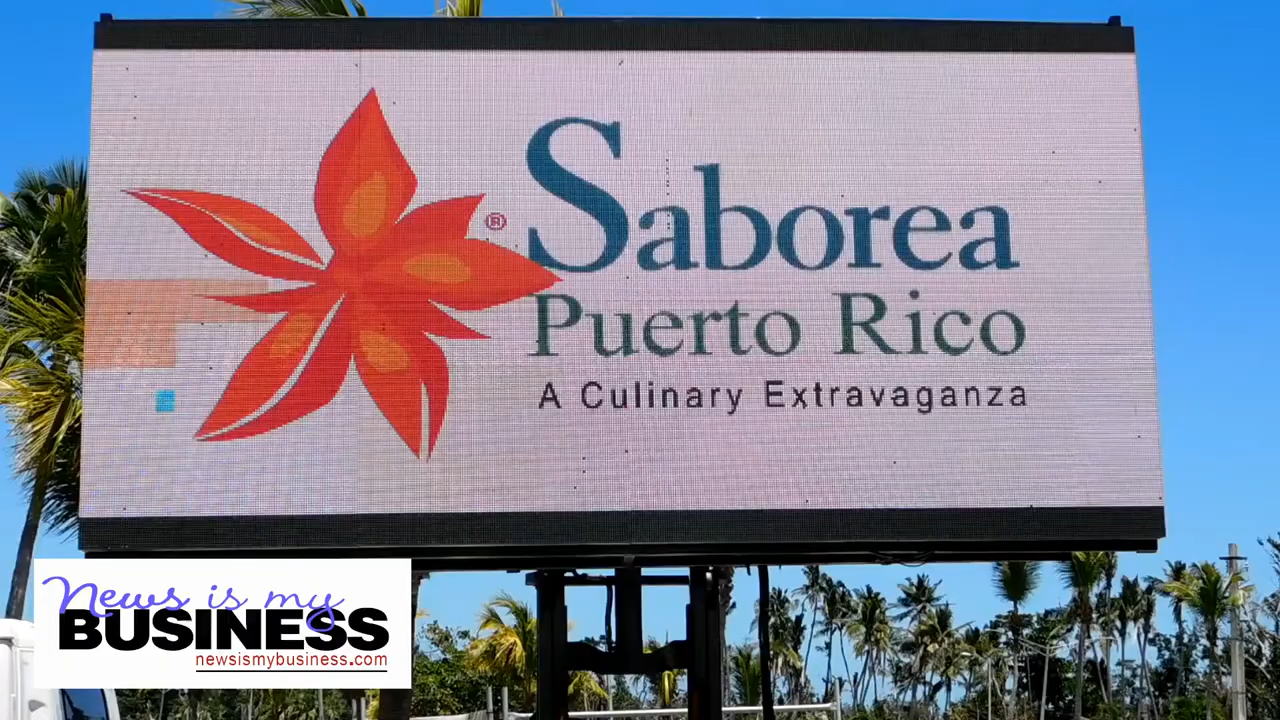 ®
Saborea
Puerto Rico
A Culinary Extravaganza
News is my
BUSINESS
newsismybusiness.com